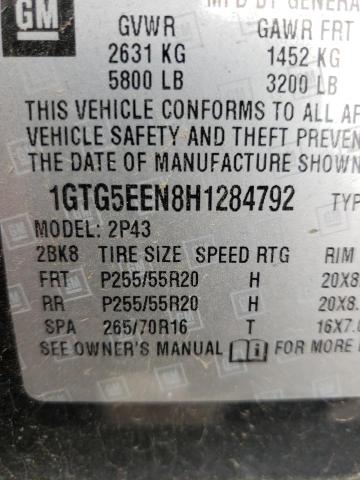 GM
MFD BY GENERA
GVWR GAWR FRT
2631 KG 1452 KG
5800 LB 3200 LB
THIS VEHICLE CONFORMS TO ALL AP
VEHICLE SAFETY AND THEFT PREVEN
THE DATE OF MANUFACTURE SHOWN
1GTG5EEN8H1284792 TYP
MODEL: 2P43
2BK8 TIRE SIZE SPEED RTG RIM
FRT P255/55R20 H 20X8.
RR P255/55R20 H 20X8.
SPA 265/70R16 T 16X7.0
SEE OWNER'S MANUAL FOR MORE I